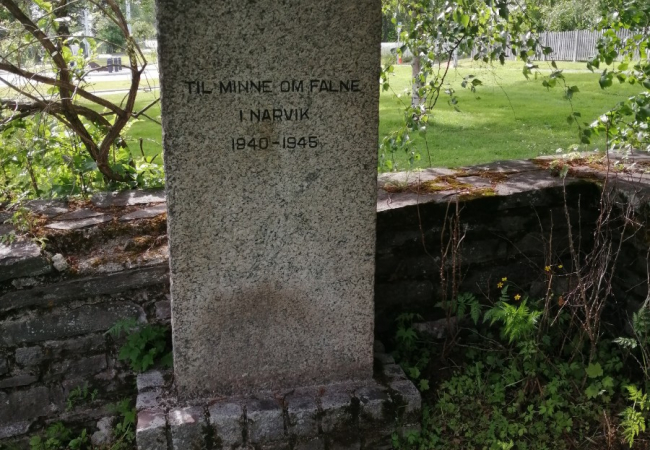 TIL MINNE OM FALNE
I NARVIK
1940-1945